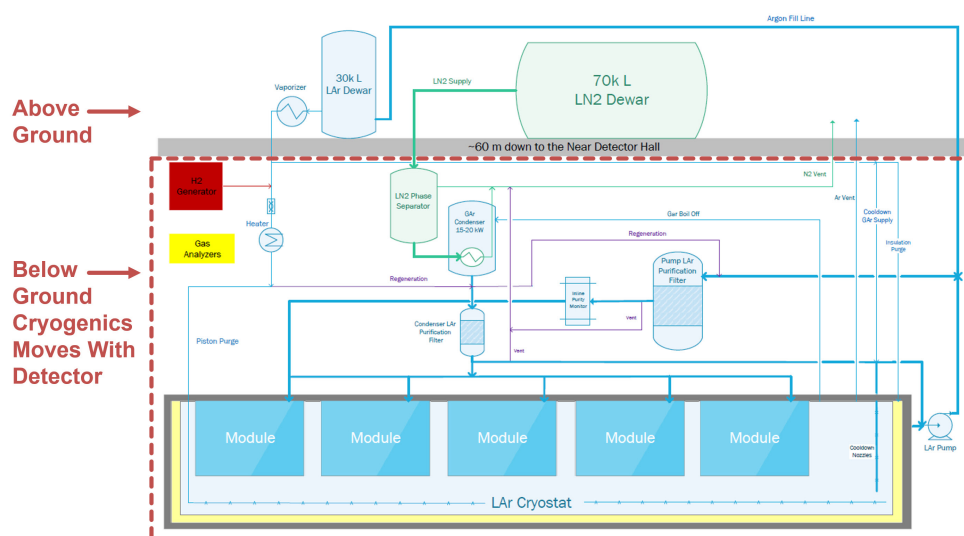 Argon Fill Line
30k L
LAr Dewar
Vaporizer
LN2 Supply
70k L
LN2 Dewar
Above
Ground
~60 m down to the Near Detector Hall
H2
Generator
LN2 Phase
Separator
N2 Vent
Ar Vent
GAr
Condenser
15-20 kW
Gar Boil Off
Cooldown
GAr Supply
Insulation
Purge
Heater
Gas
Analyzers
Regeneration
Regeneration
Pump LAr
Purification
Filter
Inline
Purity
Monitor
Below
Ground
Cryogenics
Moves With
Detector
Vent
Condenser LAr
Purification
Filter
Piston Purge
Vent
Module
Module
Module
Module
Module
LAr Pump
Cooldown
Nozzles
LAr Cryostat